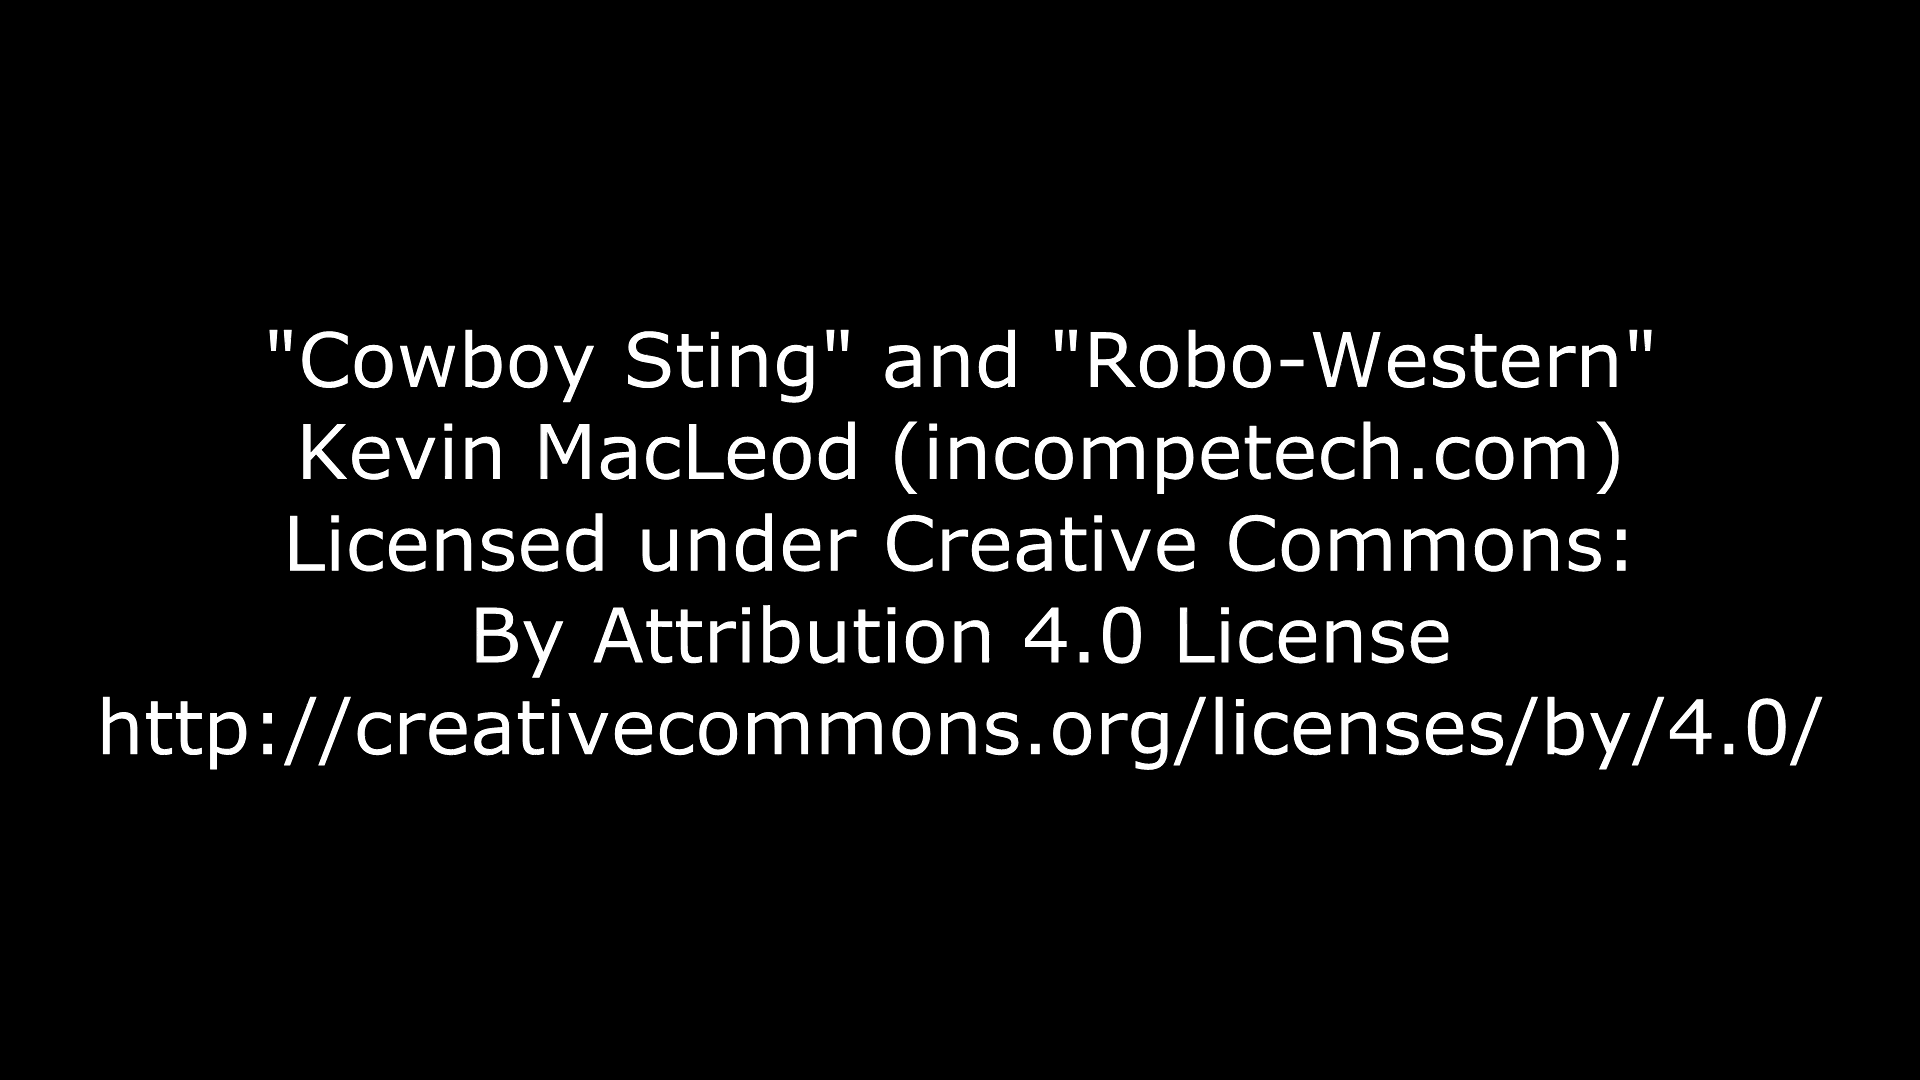 "Cowboy Sting" and "Robo-Western"
Kevin MacLeod (incompetech.com)
Licensed under Creative Commons:
By Attribution 4.0 License
http://creativecommons.org/licenses/by/4.0/